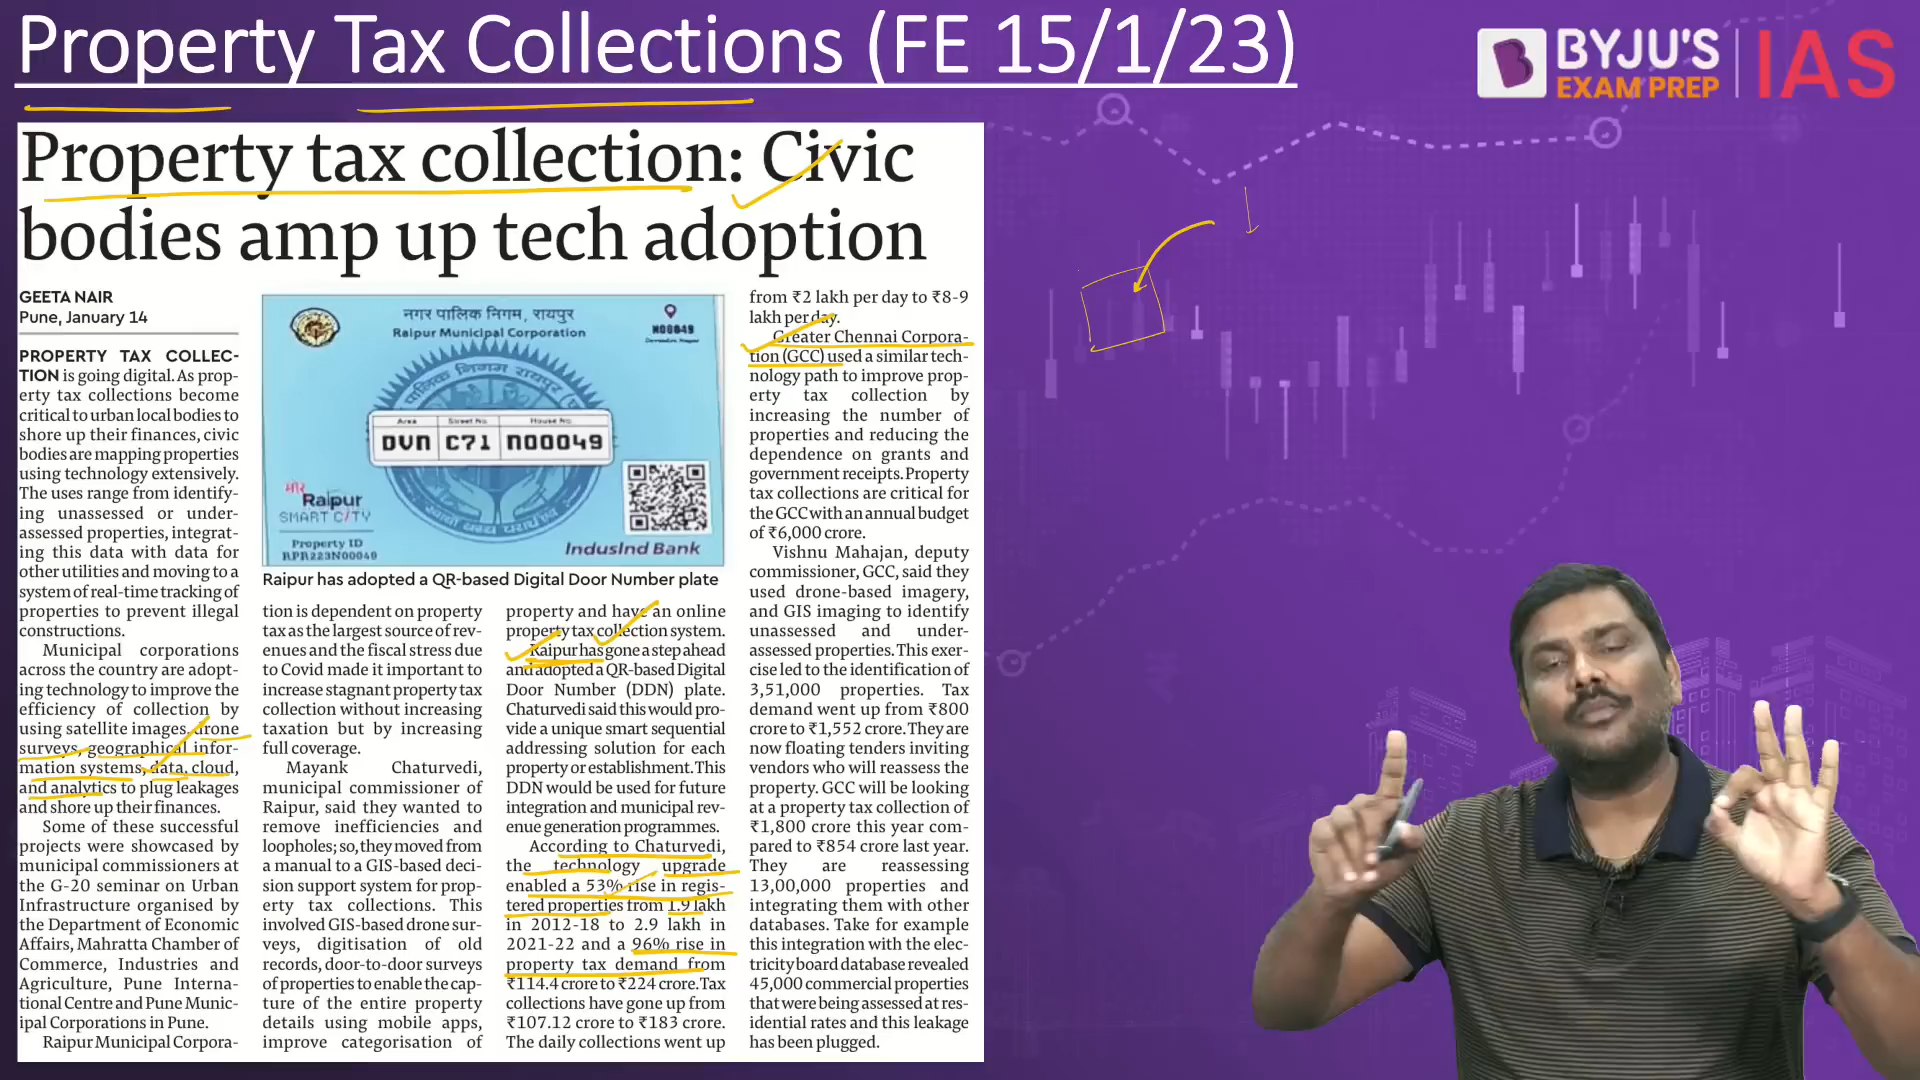 Property Tax Collections (FE 15/1/23)
BYJU'S
EXAM PREP
IAS
Property tax collection: Civic
bodies amp up tech adoption
GEETA NAIR
Pune, January 14
PROPERTY TAX COLLEC-
TION is going digital. As prop-
erty tax collections become
critical to urban local bodies to
shore up their finances, civic
bodies are mapping properties
using technology extensively.
The uses range from identify-
ing unassessed or under-
assessed properties, integrat-
ing this data with data for
other utilities and moving to a
system of real-time tracking of
properties to prevent illegal
constructions.
Municipal corporations
across the country are adopt-
ing technology to improve the
efficiency of collection by
using satellite images, drone
surveys, geographical infor-
mation systems, data, cloud,
and analytics to plug leakages
and shore up their finances.
Some of these successful
projects were showcased by
municipal commissioners at
the G-20 seminar on Urban
Infrastructure organised by
the Department of Economic
Affairs, Mahratta Chamber of
Commerce, Industries and
Agriculture, Pune Interna-
tional Centre and Pune Munic-
ipal Corporations in Pune.
Raipur Municipal Corpora-
नगर पालिक निगम, रायपुर
Raipur Municipal Corporation
N00049
पालिक निगम रायपुर
Area Street No. House No.
DVN C71 N00049
मोर
Raipur
SMART CITY
Property ID
RPR223N00049
IndusInd Bank
Raipur has adopted a QR-based Digital Door Number plate
tion is dependent on property
tax as the largest source of rev-
enues and the fiscal stress due
to Covid made it important to
increase stagnant property tax
collection without increasing
taxation but by increasing
full coverage.
Mayank Chaturvedi,
municipal commissioner of
Raipur, said they wanted to
remove inefficiencies and
loopholes; so, they moved from
a manual to a GIS-based deci-
sion support system for prop-
erty tax collections. This
involved GIS-based drone sur-
veys, digitisation of old
records, door-to-door surveys
of properties to enable the cap-
ture of the entire property
details using mobile apps,
improve categorisation of
property and have an online
property tax collection system.
Raipur has gone a step ahead
and adopted a QR-based Digital
Door Number (DDN) plate.
Chaturvedi said this would pro-
vide a unique smart sequential
addressing solution for each
property or establishment. This
DDN would be used for future
integration and municipal rev-
enue generation programmes.
According to Chaturvedi,
the technology upgrade
enabled a 53% rise in regis-
tered properties from 1.9 lakh
in 2012-18 to 2.9 lakh in
2021-22 and a 96% rise in
property tax demand from
₹114.4 crore to ₹224 crore. Tax
collections have gone up from
₹107.12 crore to ₹183 crore.
The daily collections went up
from ₹2 lakh per day to ₹8-9
lakh per day.
Greater Chennai Corpora-
tion (GCC) used a similar tech-
nology path to improve prop-
erty tax collection by
increasing the number of
properties and reducing the
dependence on grants and
government receipts. Property
tax collections are critical for
the GCC with an annual budget
of ₹6,000 crore.
Vishnu Mahajan, deputy
commissioner, GCC, said they
used drone-based imagery,
and GIS imaging to identify
unassessed and under-
assessed properties. This exer-
cise led to the identification of
3,51,000 properties. Tax
demand went up from ₹800
crore to ₹1,552 crore. They are
now floating tenders inviting
vendors who will reassess the
property. GCC will be looking
at a property tax collection of
₹1,800 crore this year com-
pared to ₹854 crore last year.
They are reassessing
13,00,000 properties and
integrating them with other
databases. Take for example
this integration with the elec-
tricity board database revealed
45,000 commercial properties
that were being assessed at res-
idential rates and this leakage
has been plugged.